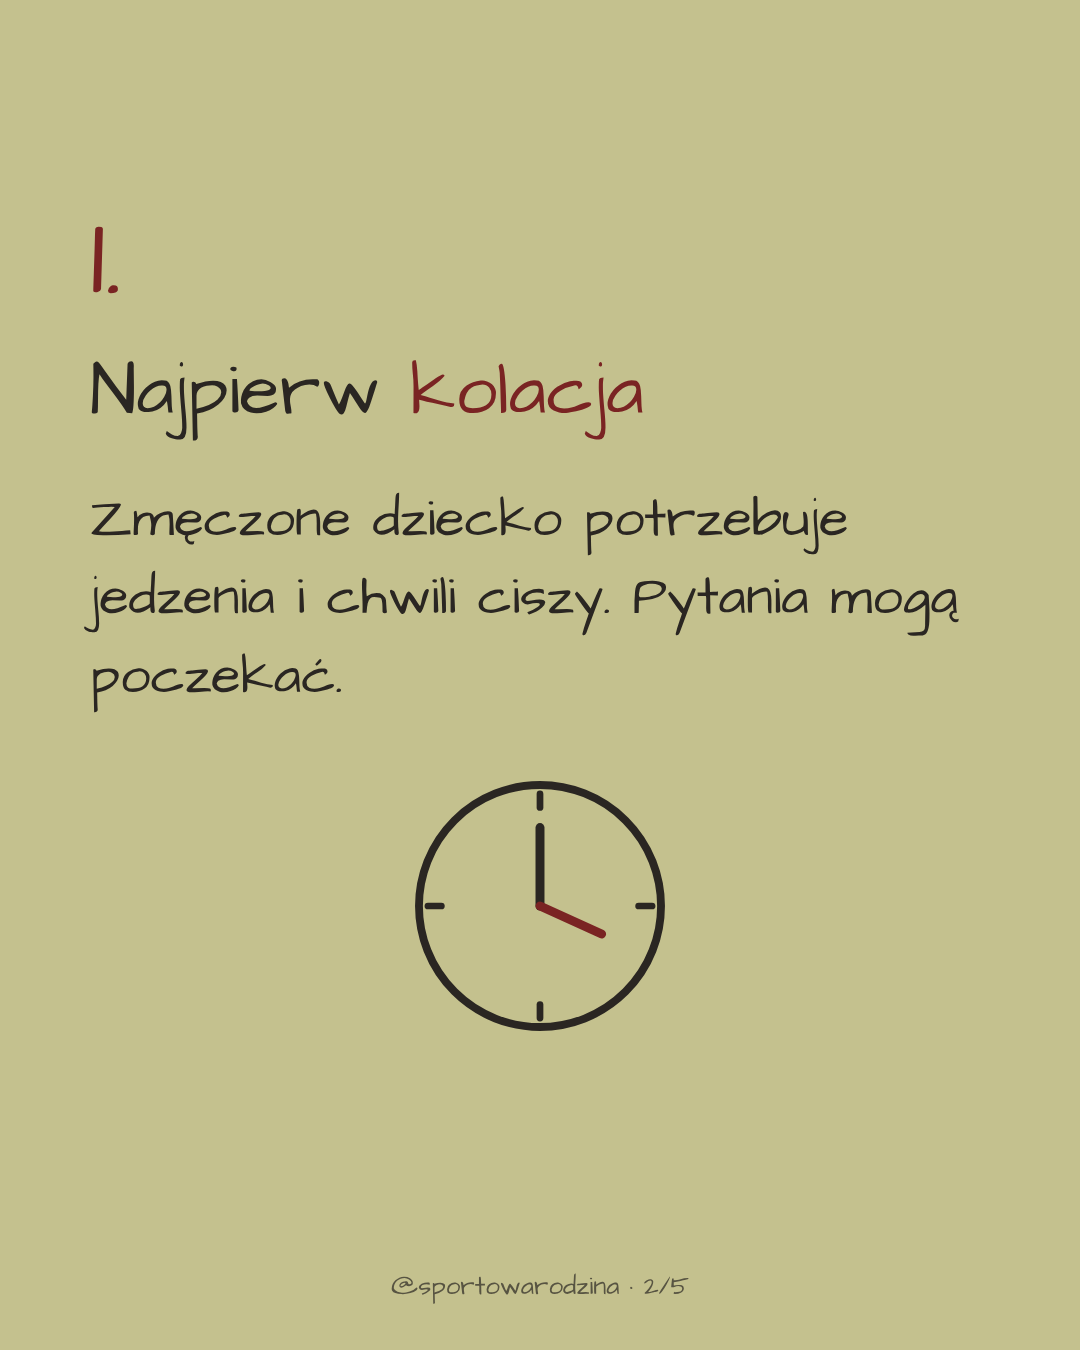 1.
Najpierw kolacja
Zmęczone dziecko potrzebuje
jedzenia i chwili ciszy. Pytania mogą
poczekać.
@sportowarodzina · 2/5